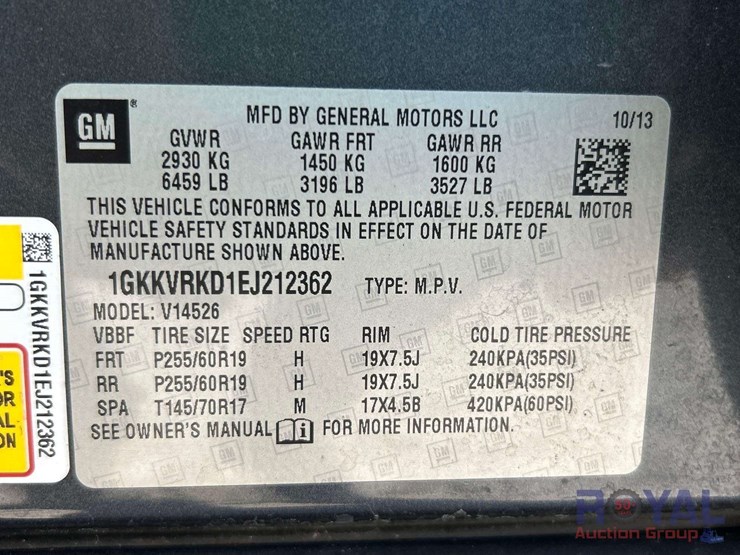 GM
®
MFD BY GENERAL MOTORS LLC
10/13
GVWR GAWR FRT GAWR RR
2930 KG 1450 KG 1600 KG
6459 LB 3196 LB 3527 LB
THIS VEHICLE CONFORMS TO ALL APPLICABLE U.S. FEDERAL MOTOR
VEHICLE SAFETY STANDARDS IN EFFECT ON THE DATE OF
MANUFACTURE SHOWN ABOVE.
1GKKVRKD1EJ212362 TYPE: M.P.V.
MODEL: V14526
VBBF TIRE SIZE SPEED RTG RIM COLD TIRE PRESSURE
FRT P255/60R19 H 19X7.5J 240KPA(35PSI)
RR P255/60R19 H 19X7.5J 240KPA(35PSI)
SPA T145/70R17 M 17X4.5B 420KPA(60PSI)
SEE OWNER'S MANUAL i FOR MORE INFORMATION.
1GKKVRKD1EJ212362
'S
OR
AL
ON
ROYAL
Auction Group